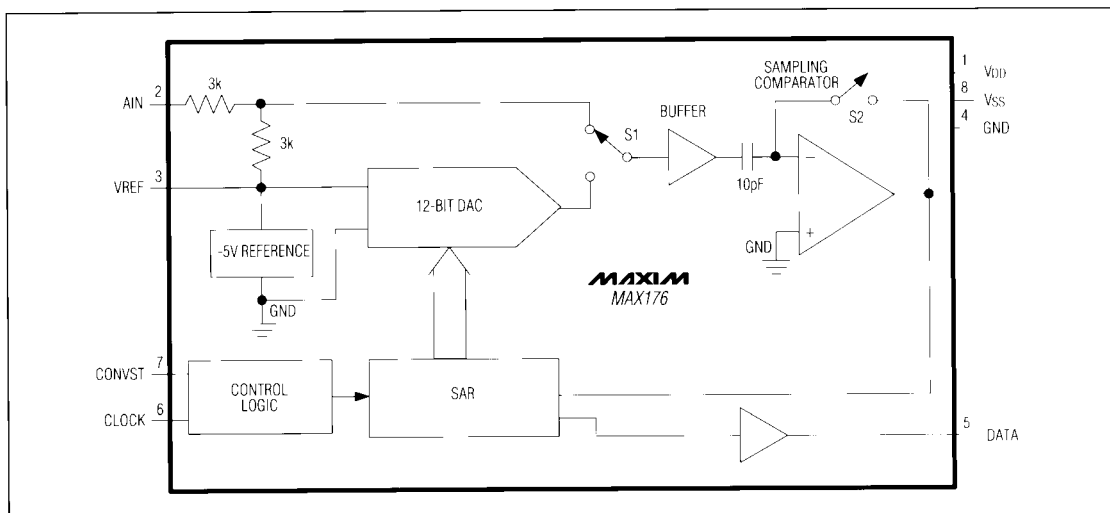 SAMPLING
COMPARATOR
1 VDD
8 VSS
4 GND
3k
AIN 2
3k
BUFFER
S1
S2
VREF 3
12-BIT DAC
10pF
-5V REFERENCE
GND
GND
MAXIM
MAX176
CONVST 7
CLOCK 6
CONTROL
LOGIC
SAR
5 DATA